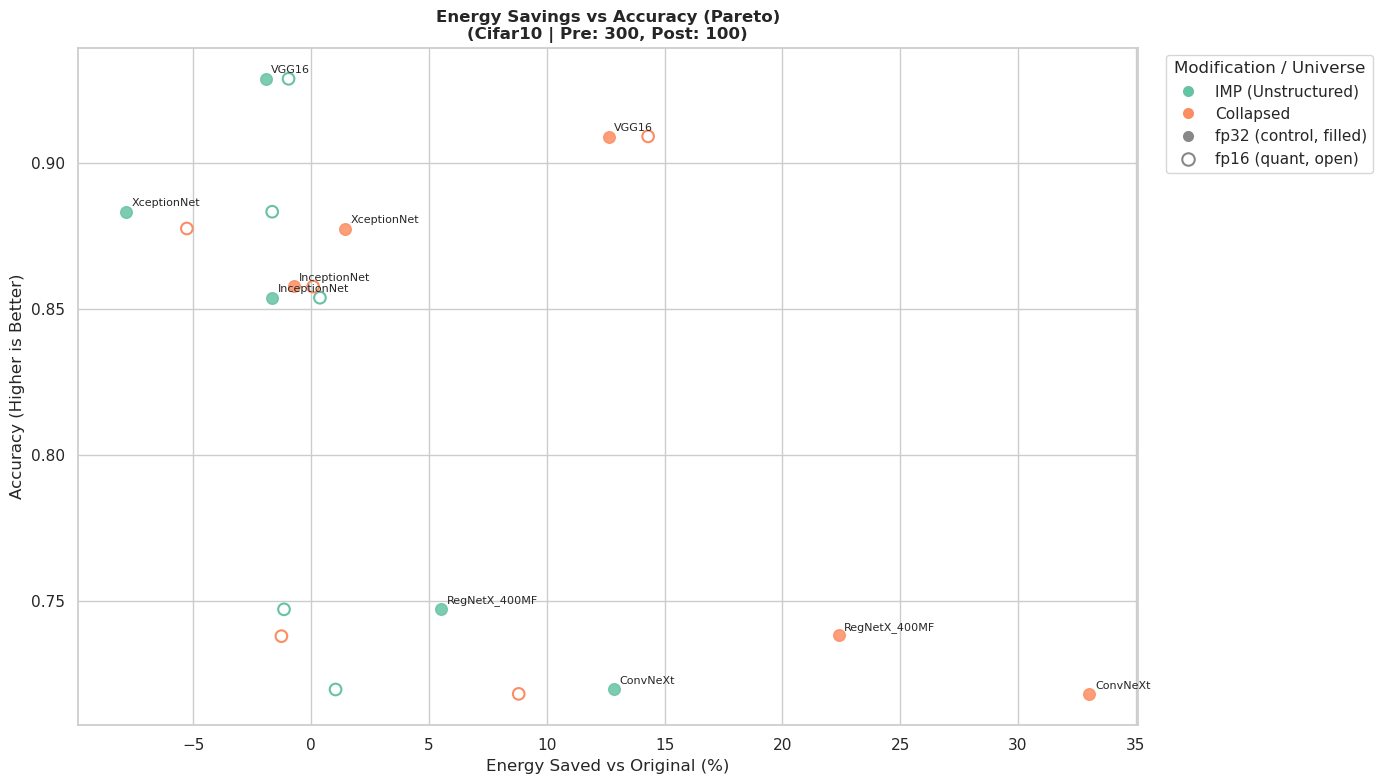 Energy Savings vs Accuracy (Pareto)
(Cifar10 | Pre: 300, Post: 100)
Modification / Universe
IMP (Unstructured)
Collapsed
fp32 (control, filled)
fp16 (quant, open)
VGG16
VGG16
XceptionNet
XceptionNet
InceptionNet
InceptionNet
RegNetX_400MF
RegNetX_400MF
ConvNeXt
ConvNeXt
Accuracy (Higher is Better)
0.90
0.85
0.80
0.75
−5 0 5 10 15 20 25 30 35
Energy Saved vs Original (%)